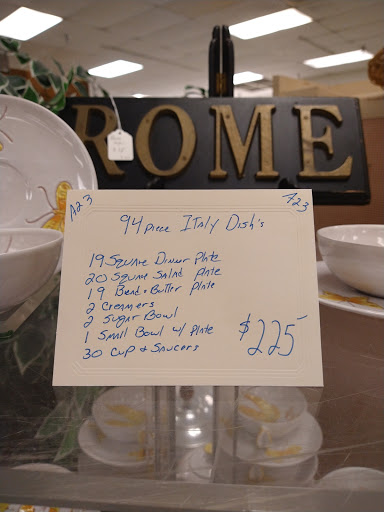 ROME
A23
A23
94 piece Italy Dish's
19 Square Dinner Plate
20 Square Salad Plate
19 Bead + Butter Plate
2 Creamers
2 Sugar Bowl
1 Small Bowl w/ Plate
30 Cup & Saucers
$225